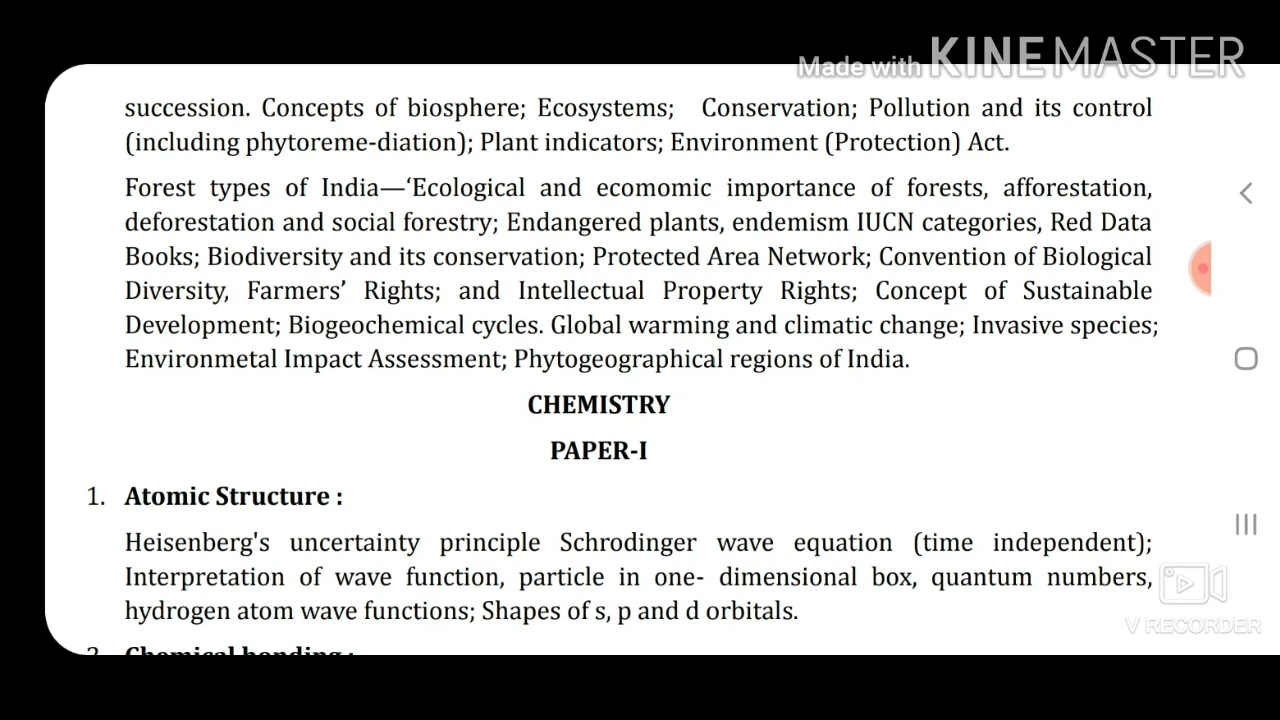 Made with KINEMASTER
succession. Concepts of biosphere; Ecosystems; Conservation; Pollution and its control
(including phytoreme-diation); Plant indicators; Environment (Protection) Act.
Forest types of India—‘Ecological and ecomomic importance of forests, afforestation,
deforestation and social forestry; Endangered plants, endemism IUCN categories, Red Data
Books; Biodiversity and its conservation; Protected Area Network; Convention of Biological
Diversity, Farmers’ Rights; and Intellectual Property Rights; Concept of Sustainable
Development; Biogeochemical cycles. Global warming and climatic change; Invasive species;
Environmetal Impact Assessment; Phytogeographical regions of India.
CHEMISTRY
PAPER-I
1. Atomic Structure :
Heisenberg's uncertainty principle Schrodinger wave equation (time independent);
Interpretation of wave function, particle in one- dimensional box, quantum numbers,
hydrogen atom wave functions; Shapes of s, p and d orbitals.
V RECORDER
2. Chemical bonding :